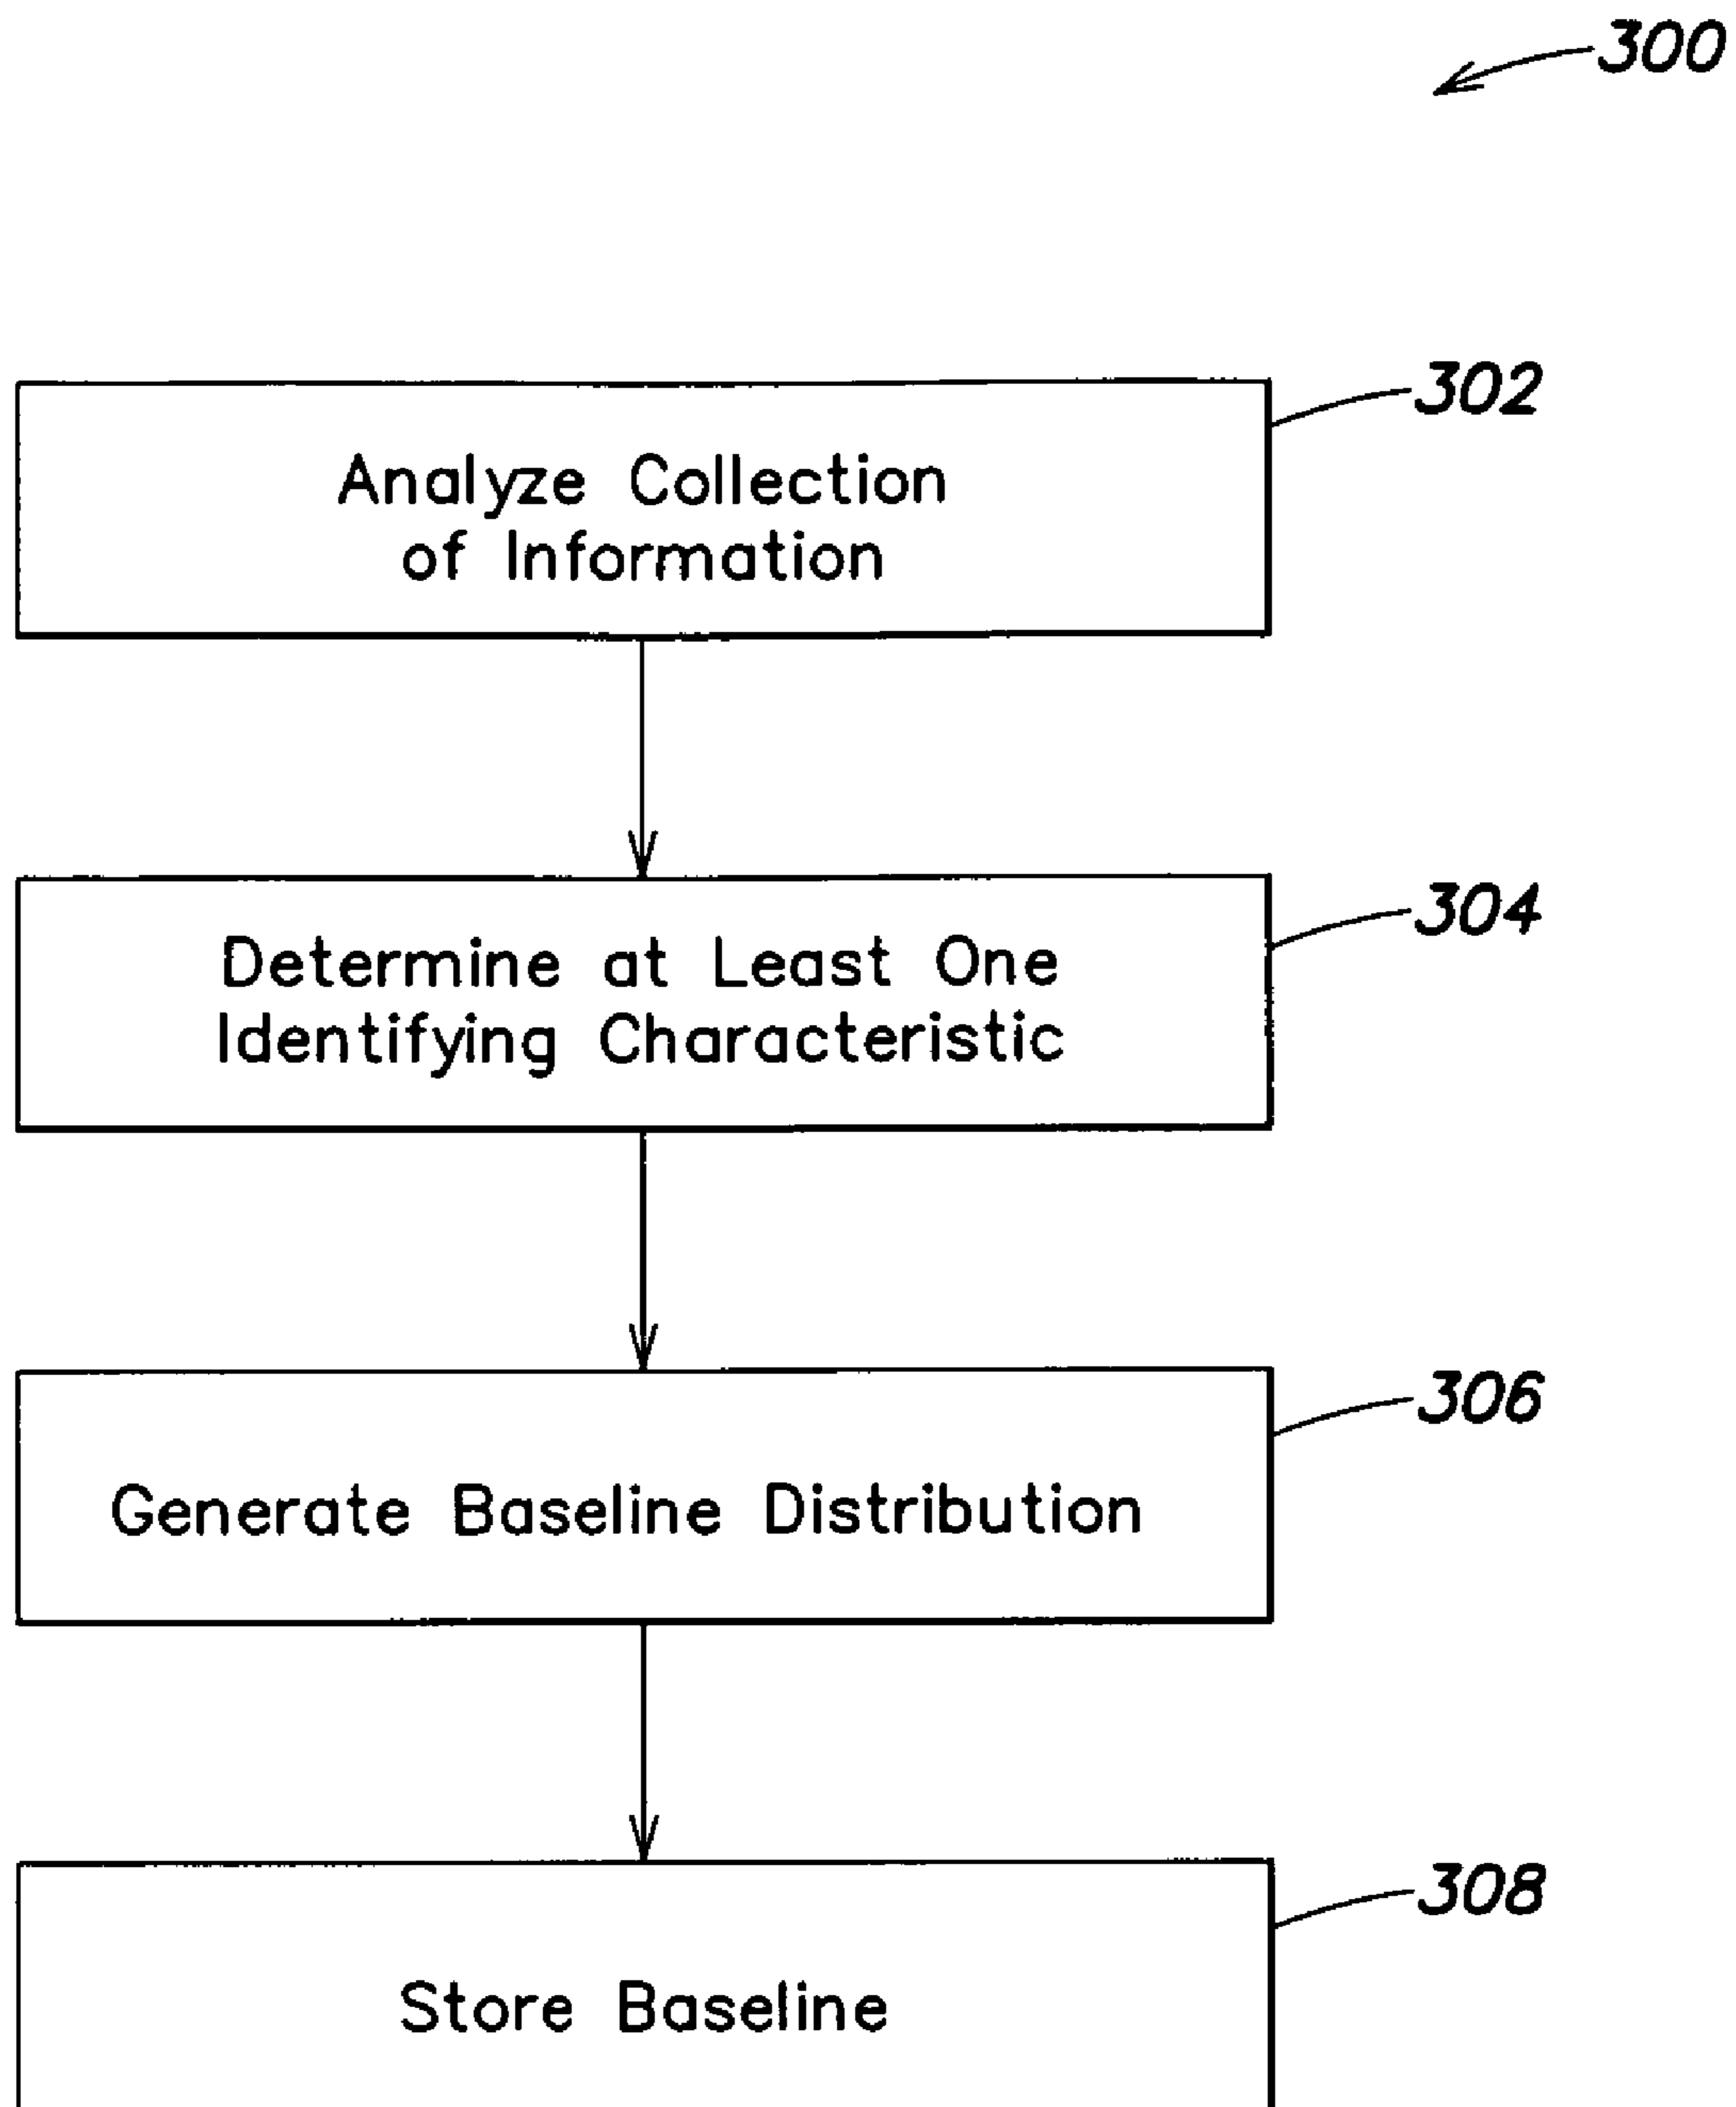 300
302
Analyze Collection
of Information
304
Determine at Least One
Identifying Characteristic
306
Generate Baseline Distribution
308
Store Baseline